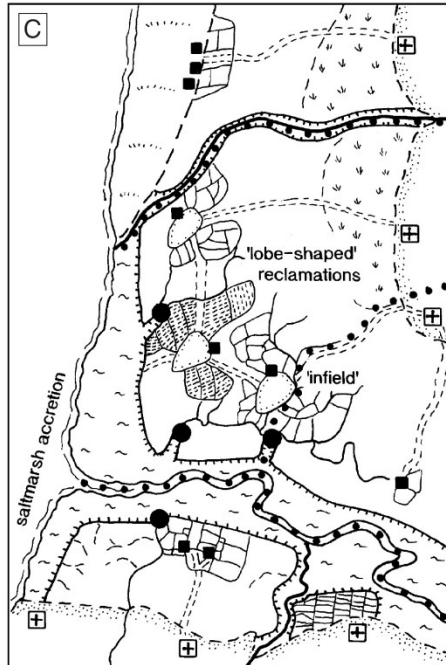 C
'lobe-shaped'
reclamations
'infield'
saltmarsh accretion